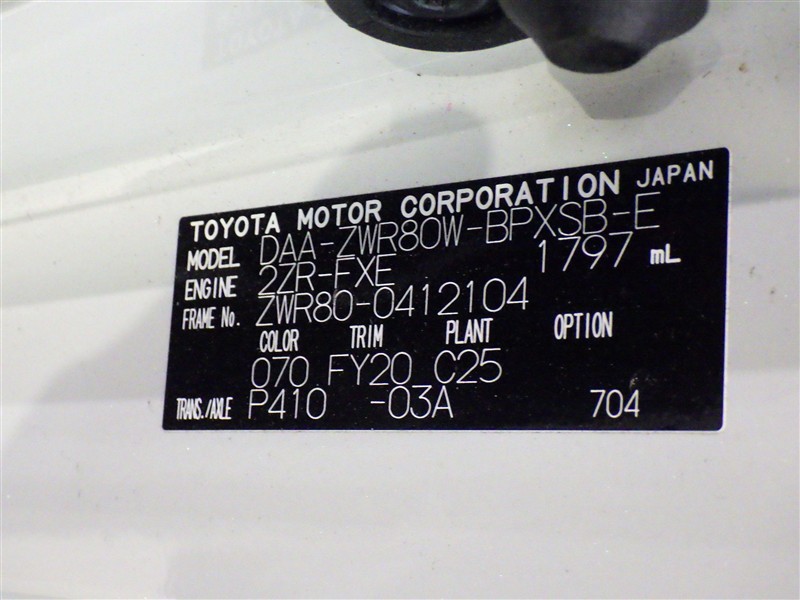 TOYOTA MOTOR CORPORATION JAPAN
MODEL DAA-ZWR80W-BPXSB-E
ENGINE 2ZR-FXE 1797 mL
FRAME No. ZWR80-0412104
COLOR TRIM PLANT OPTION
070 FY20 C25
TRANS./AXLE P410 -03A 704